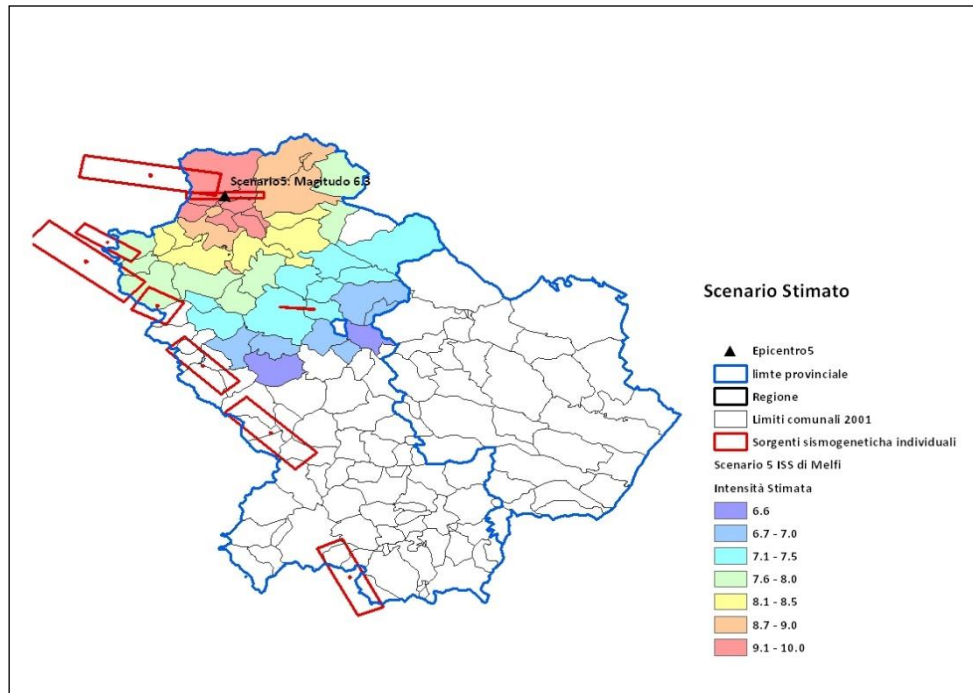 Scenario5: Magitudo 6.3
Scenario Stimato
Epicentro5
limte provinciale
Regione
Limiti comunali 2001
Sorgenti sismogenetiche individuali
Scenario 5 ISS di Melfi
Intensità Stimata
6.6
6.7 - 7.0
7.1 - 7.5
7.6 - 8.0
8.1 - 8.5
8.7 - 9.0
9.1 - 10.0